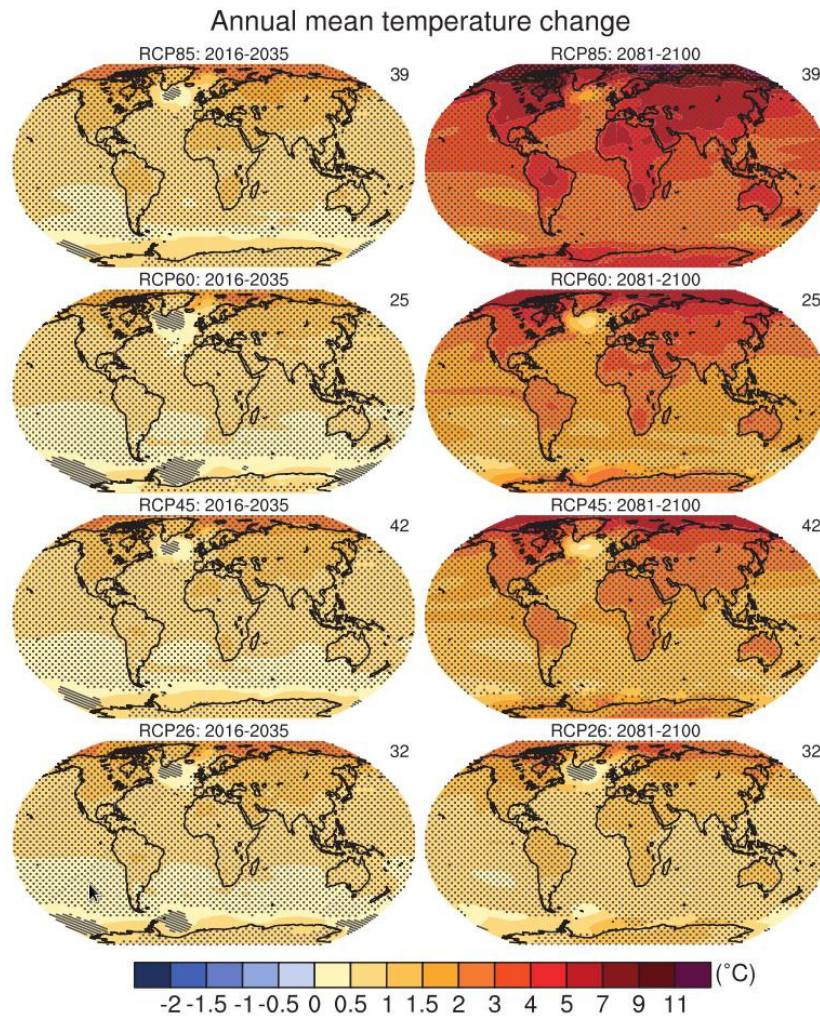 Annual mean temperature change
RCP85: 2016-2035
39
RCP85: 2081-2100
39
RCP60: 2016-2035
25
RCP60: 2081-2100
25
RCP45: 2016-2035
42
RCP45: 2081-2100
42
RCP26: 2016-2035
32
RCP26: 2081-2100
32
(°C)
-2 -1.5 -1 -0.5 0 0.5 1 1.5 2 3 4 5 7 9 11